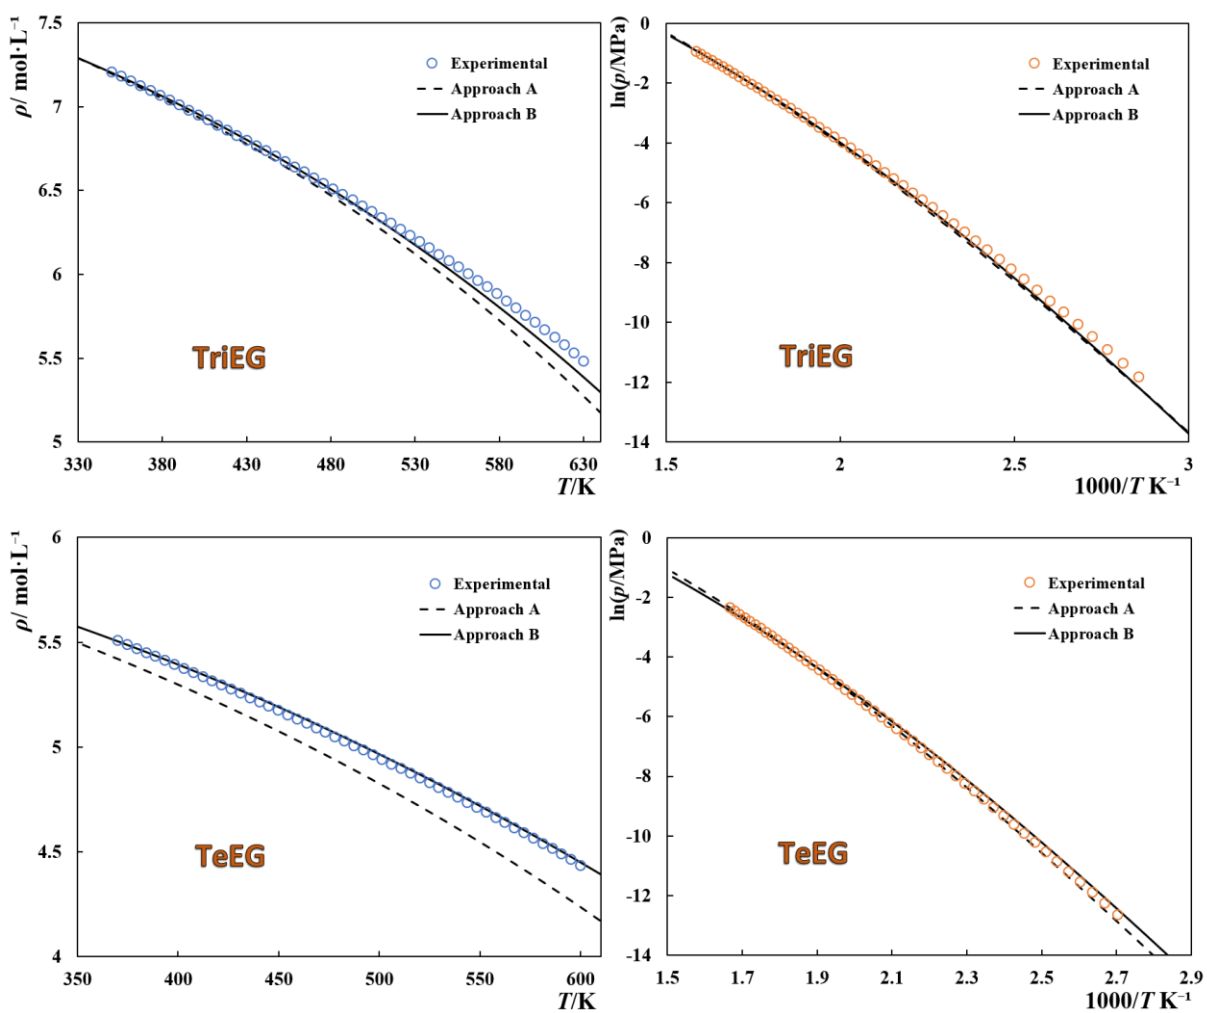 ρ/ mol·L⁻¹
7.5
7
6.5
6
5.5
5
Experimental
Approach A
Approach B
TriEG
330 380 430 480 530 580 630
T/K
ln(p/MPa)
0
-2
-4
-6
-8
-10
-12
-14
Experimental
Approach A
Approach B
TriEG
1.5 2 2.5 3
1000/T K⁻¹
ρ/ mol·L⁻¹
6
5.5
5
4.5
4
Experimental
Approach A
Approach B
TeEG
350 400 450 500 550 600
T/K
ln(p/MPa)
0
-2
-4
-6
-8
-10
-12
-14
Experimental
Approach A
Approach B
TeEG
1.5 1.7 1.9 2.1 2.3 2.5 2.7 2.9
1000/T K⁻¹